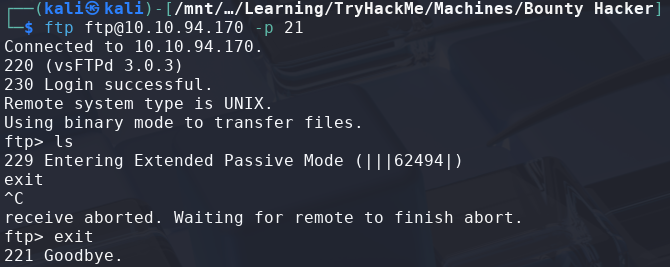 ┌──(kali㉿kali)-[/mnt/…/Learning/TryHackMe/Machines/Bounty Hacker]
└─$ ftp ftp@10.10.94.170 -p 21
Connected to 10.10.94.170.
220 (vsFTPd 3.0.3)
230 Login successful.
Remote system type is UNIX.
Using binary mode to transfer files.
ftp> ls
229 Entering Extended Passive Mode (|||62494|)
exit
^C
receive aborted. Waiting for remote to finish abort.
ftp> exit
221 Goodbye.